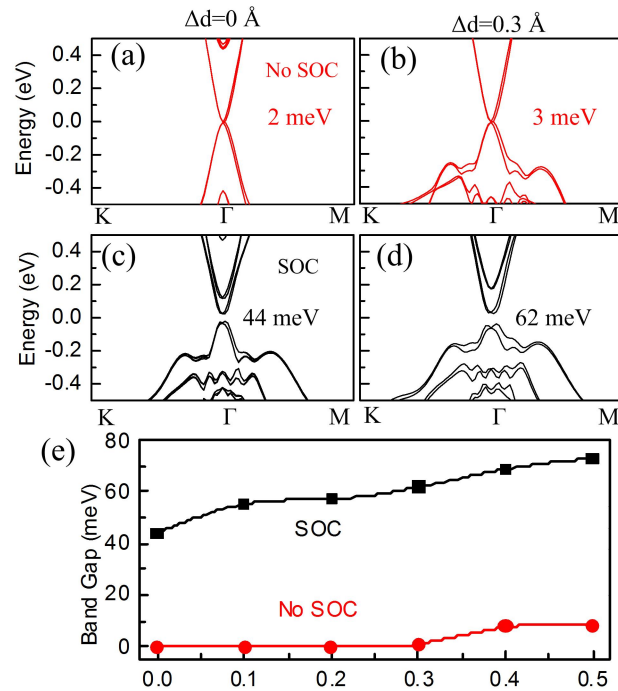 Δd=0 Å Δd=0.3 Å
(a) No SOC 2 meV
(b) 3 meV
Energy (eV)
0.4
0.2
0.0
-0.2
-0.4
K Γ M K Γ M
(c) SOC 44 meV
(d) 62 meV
Energy (eV)
0.4
0.2
0.0
-0.2
-0.4
K Γ M K Γ M
(e)
Band Gap (meV)
80
60
40
20
0
SOC
No SOC
0.0 0.1 0.2 0.3 0.4 0.5